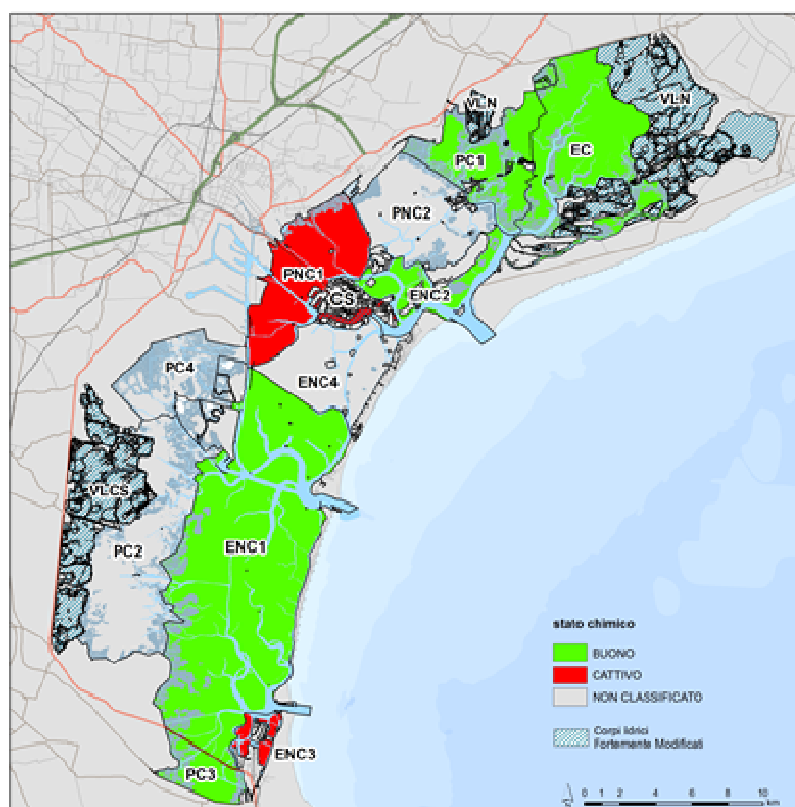 VLN
VLN
PC1
EC
PNC2
PNC1
CS
ENC2
PC4
ENC4
VLCS
PC2
ENC1
ENC3
PC3
stato chimico
BUONO
CATTIVO
NON CLASSIFICATO
Corpi Idrici
Fortemente Modificati
0 1 2 4 6 8 10
km